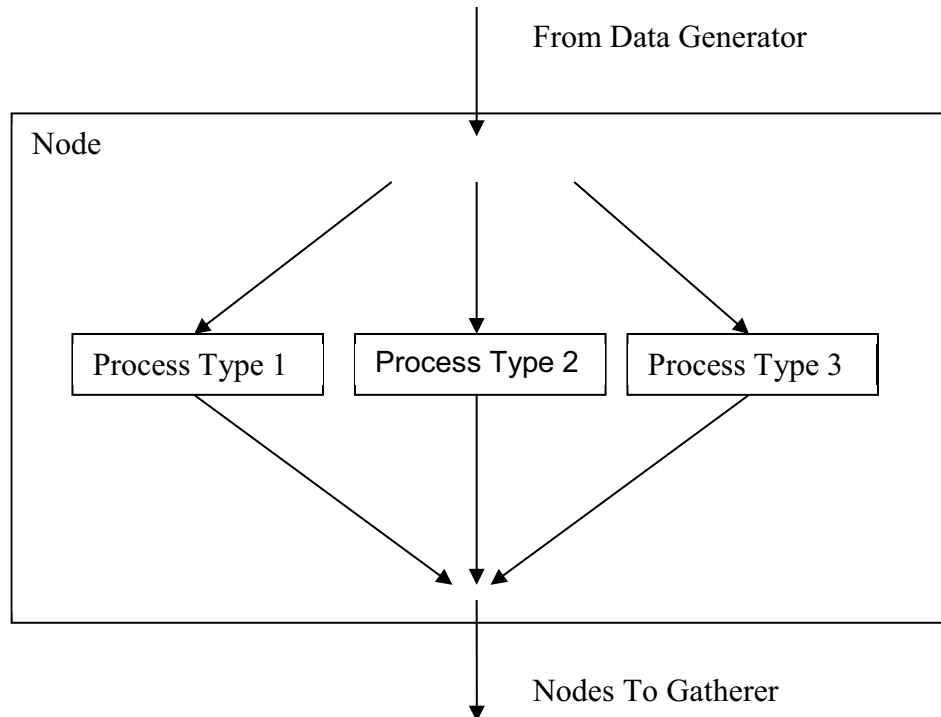 From Data Generator
Node
Process Type 1
Process Type 2
Process Type 3
Nodes To Gatherer